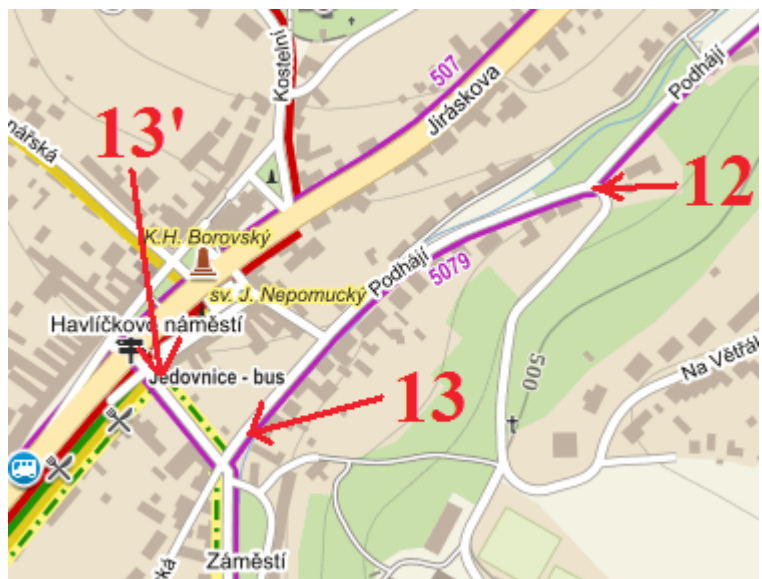 Kostelní
507
Jiráskova
Podhájí
13'
nářská
12
K.H. Borovský
Podhájí
5079
sv. J. Nepomucký
Havlíčkovo náměstí
Jedovnice - bus
500
Na Větřák
13
ká
Záměstí